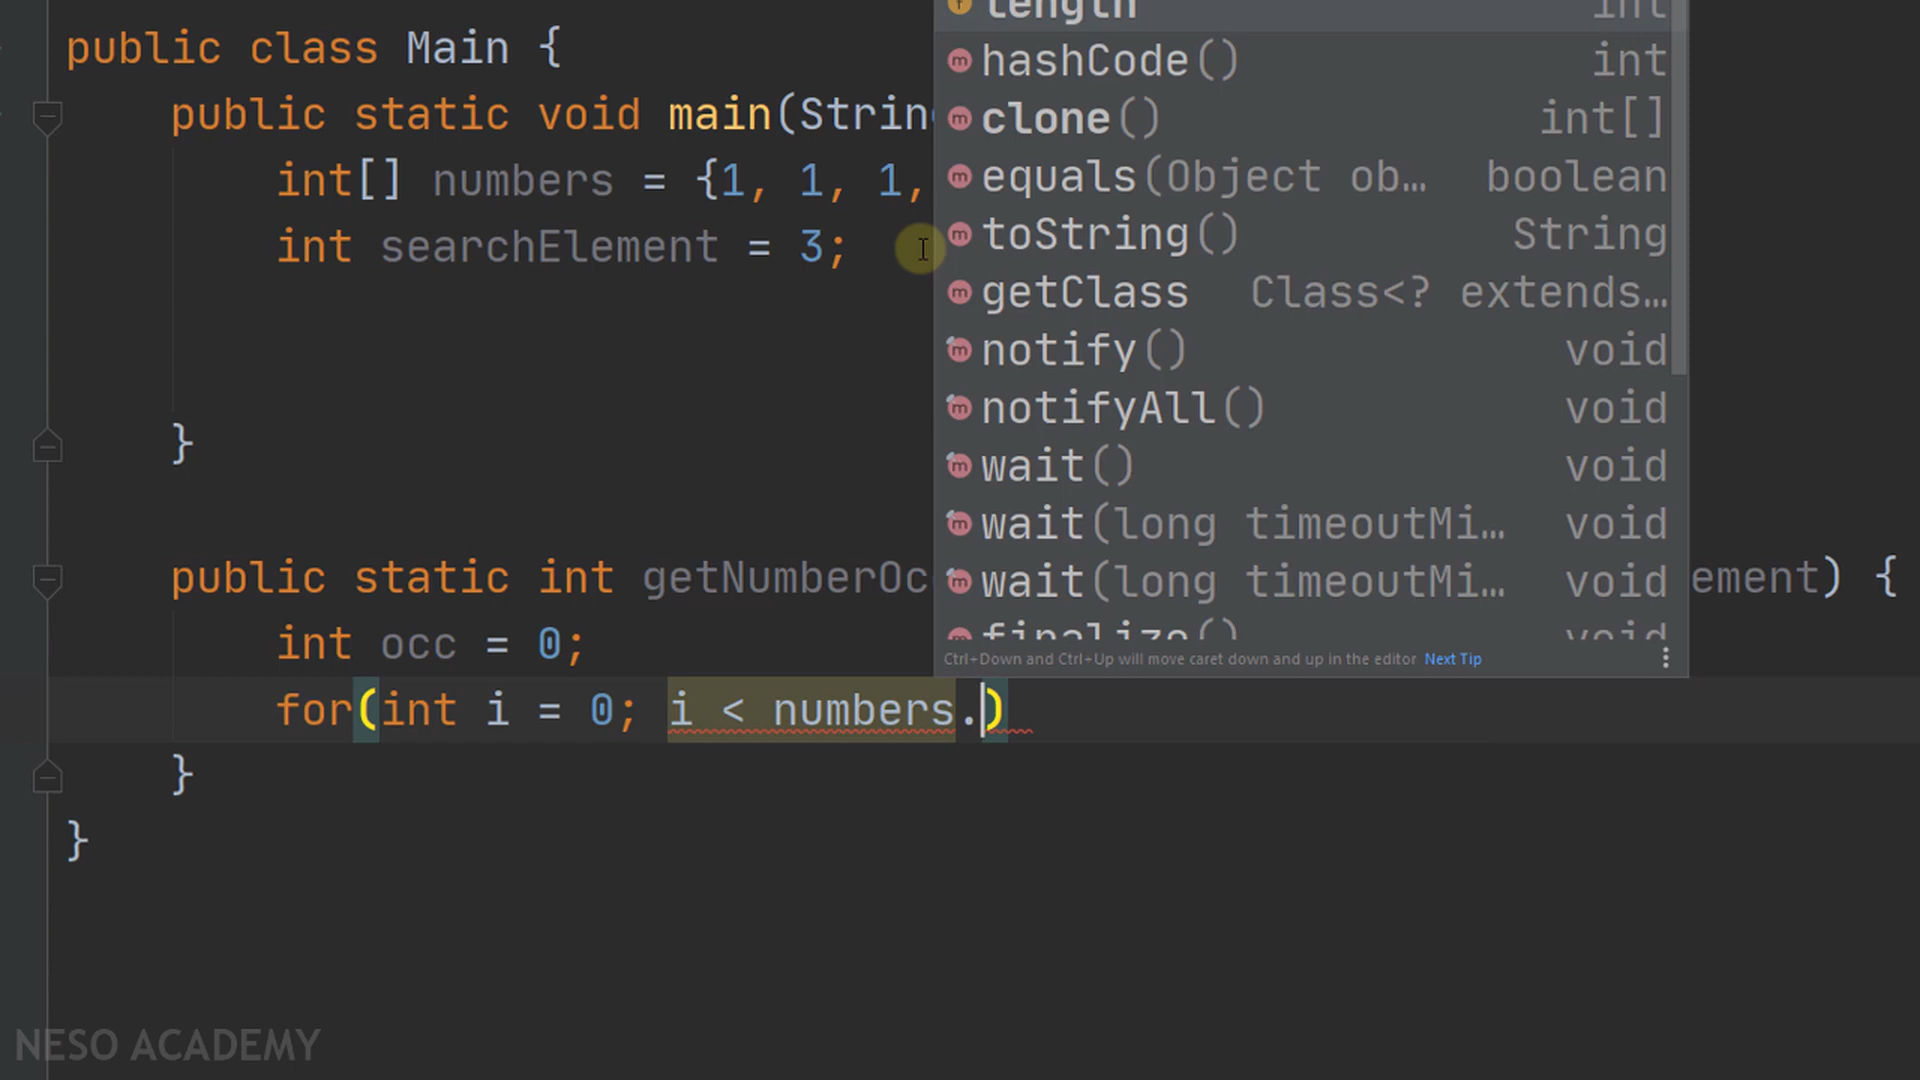 public class Main {
public static void main(String
int[] numbers = {1, 1, 1,
int searchElement = 3;
}
public static int getNumberOc
ement) {
int occ = 0;
for(int i = 0; i < numbers.)
}
}
length int
hashCode() int
clone() int[]
equals(Object ob… boolean
toString() String
getClass Class<? extends…
notify() void
notifyAll() void
wait() void
wait(long timeoutMi… void
wait(long timeoutMi… void
finalize() void
Ctrl+Down and Ctrl+Up will move caret down and up in the editor Next Tip
NESO ACADEMY